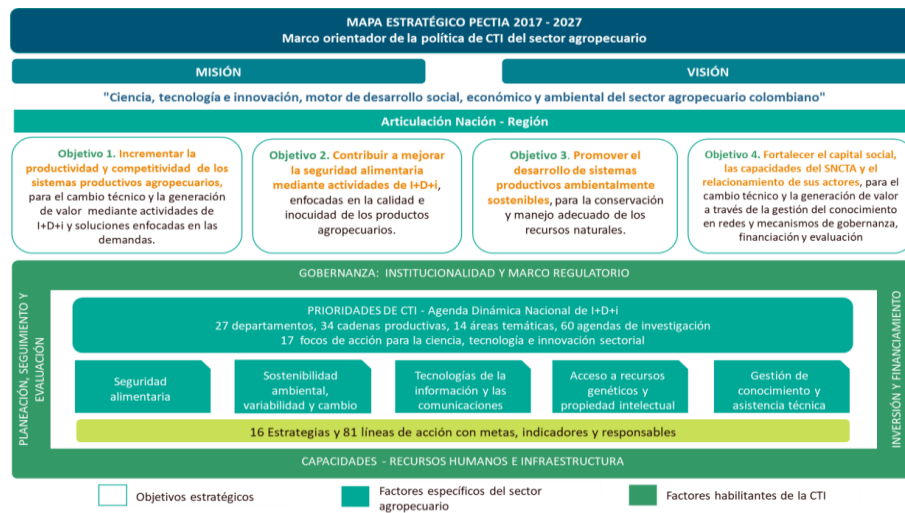 MAPA ESTRATÉGICO PECTIA 2017 - 2027
Marco orientador de la política de CTI del sector agropecuario
MISIÓN
VISIÓN
"Ciencia, tecnología e innovación, motor de desarrollo social, económico y ambiental del sector agropecuario colombiano"
Articulación Nación - Región
Objetivo 1. Incrementar la
productividad y competitividad de los
sistemas productivos agropecuarios,
para el cambio técnico y la generación
de valor mediante actividades de
I+D+i y soluciones enfocadas en las
demandas.
Objetivo 2. Contribuir a mejorar
la seguridad alimentaria
mediante actividades de I+D+i,
enfocadas en la calidad e
inocuidad de los productos
agropecuarios.
Objetivo 3. Promover el
desarrollo de sistemas
productivos ambientalmente
sostenibles, para la conservación
y manejo adecuado de los
recursos naturales.
Objetivo 4. Fortalecer el capital social,
las capacidades del SNCTA y el
relacionamiento de sus actores, para el
cambio técnico y la generación de valor
a través de la gestión del conocimiento
en redes y mecanismos de gobernanza,
financiación y evaluación
GOBERNANZA: INSTITUCIONALIDAD Y MARCO REGULATORIO
PLANEACIÓN, SEGUIMIENTO Y
EVALUACIÓN
PRIORIDADES DE CTI - Agenda Dinámica Nacional de I+D+i
27 departamentos, 34 cadenas productivas, 14 áreas temáticas, 60 agendas de investigación
17 focos de acción para la ciencia, tecnología e innovación sectorial
Seguridad
alimentaria
Sostenibilidad
ambiental,
variabilidad y cambio
Tecnologías de la
información y las
comunicaciones
Acceso a recursos
genéticos y
propiedad intelectual
Gestión de
conocimiento y
asistencia técnica
16 Estrategias y 81 líneas de acción con metas, indicadores y responsables
INVERSIÓN Y FINANCIAMIENTO
CAPACIDADES - RECURSOS HUMANOS E INFRAESTRUCTURA
Objetivos estratégicos
Factores específicos del sector
agropecuario
Factores habilitantes de la CTI